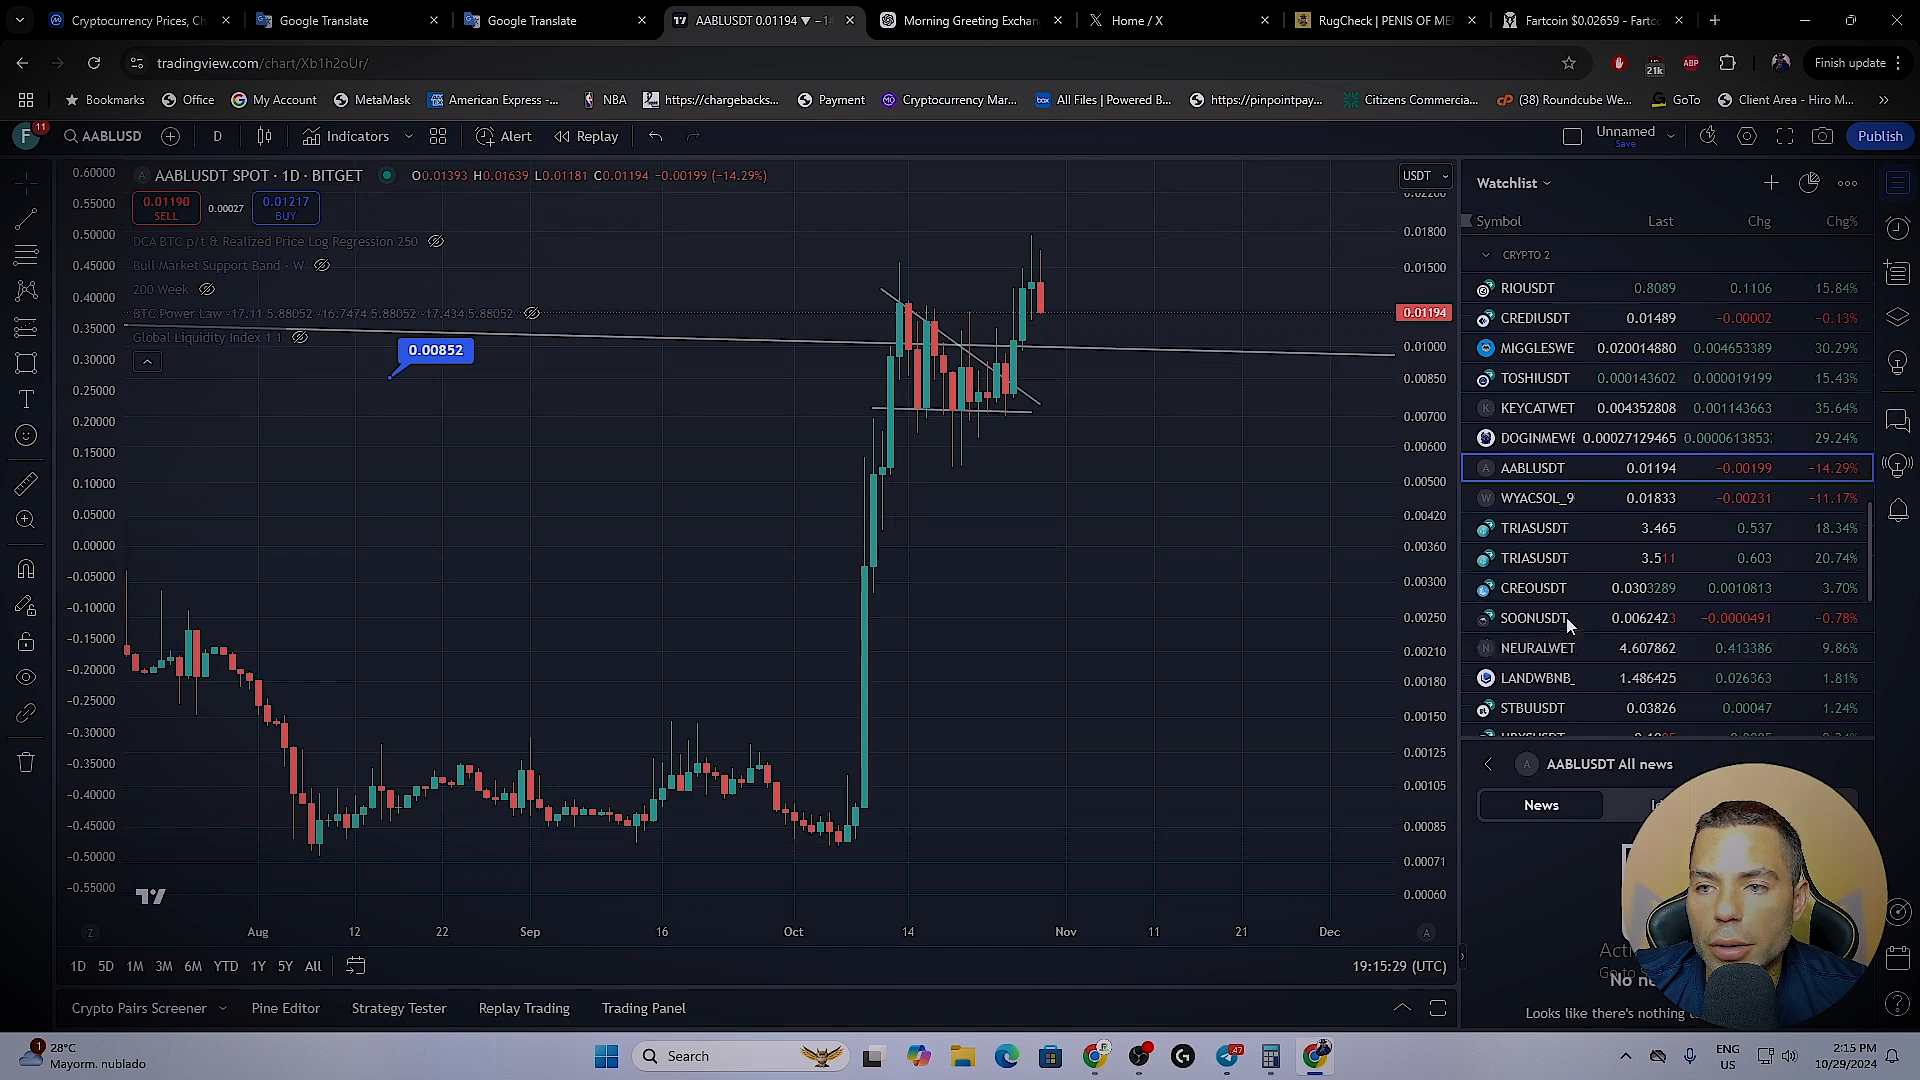 Cryptocurrency Prices, Ch
Google Translate
Google Translate
AABLUSDT 0.01194 ▼ −14
Morning Greeting Exchan
Home / X
RugCheck | PENIS OF ME
Fartcoin $0.02659 - Fartc
tradingview.com/chart/Xb1h2oUr/
21k
ABP
Finish update
Bookmarks
Office
My Account
MetaMask
American Express -...
NBA
https://chargebacks...
Payment
Cryptocurrency Mar...
All Files | Powered B...
https://pinpointpay...
Citizens Commercia...
(38) Roundcube We...
GoTo
Client Area - Hiro M...
F
11
AABLUSD
D
Indicators
Alert
Replay
Unnamed
Save
Publish
AABLUSDT SPOT · 1D · BITGET
O0.01393 H0.01639 L0.01181 C0.01194 −0.00199 (−14.29%)
0.01190
SELL
0.00027
0.01217
BUY
DCA BTC p/t & Realized Price Log Regression 250
Bull Market Support Band · W
200 Week
BTC Power Law -17.11 5.88052 -16.7474 5.88052 -17.434 5.88052
Global Liquidity Index 1 1
0.00852
0.60000
0.55000
0.50000
0.45000
0.40000
0.35000
0.30000
0.25000
0.20000
0.15000
0.10000
0.05000
0.00000
−0.05000
−0.10000
−0.15000
−0.20000
−0.25000
−0.30000
−0.35000
−0.40000
−0.45000
−0.50000
−0.55000
USDT
0.02200
0.01800
0.01500
0.01194
0.01000
0.00850
0.00700
0.00600
0.00500
0.00420
0.00360
0.00300
0.00250
0.00210
0.00180
0.00150
0.00125
0.00105
0.00085
0.00071
0.00060
Z
Aug
12
22
Sep
16
Oct
14
Nov
11
21
Dec
A
1D
5D
1M
3M
6M
YTD
1Y
5Y
All
19:15:29 (UTC)
Crypto Pairs Screener
Pine Editor
Strategy Tester
Replay Trading
Trading Panel
Watchlist
Symbol Last Chg Chg%
CRYPTO 2
RIOUSDT 0.8089 0.1106 15.84%
CREDIUSDT 0.01489 −0.00002 −0.13%
MIGGLESWE 0.020014880 0.004653389 30.29%
TOSHIUSDT 0.000143602 0.000019199 15.43%
KEYCATWET 0.004352808 0.001143663 35.64%
DOGINMEWE 0.00027129465 0.0000613853 29.24%
AABLUSDT 0.01194 −0.00199 −14.29%
WYACSOL_9 0.01833 −0.00231 −11.17%
TRIASUSDT 3.465 0.537 18.34%
TRIASUSDT 3.511 0.603 20.74%
CREOUSDT 0.0303289 0.0010813 3.70%
SOONUSDT 0.0062423 −0.0000491 −0.78%
NEURALWET 4.607862 0.413386 9.86%
LANDWBNB_ 1.486425 0.026363 1.81%
STBUUSDT 0.03826 0.00047 1.24%
A AABLUSDT All news
News
No ne
Looks like there's nothing
1
28°C
Mayorm. nublado
Search
47
ENG
US
2:15 PM
10/29/2024